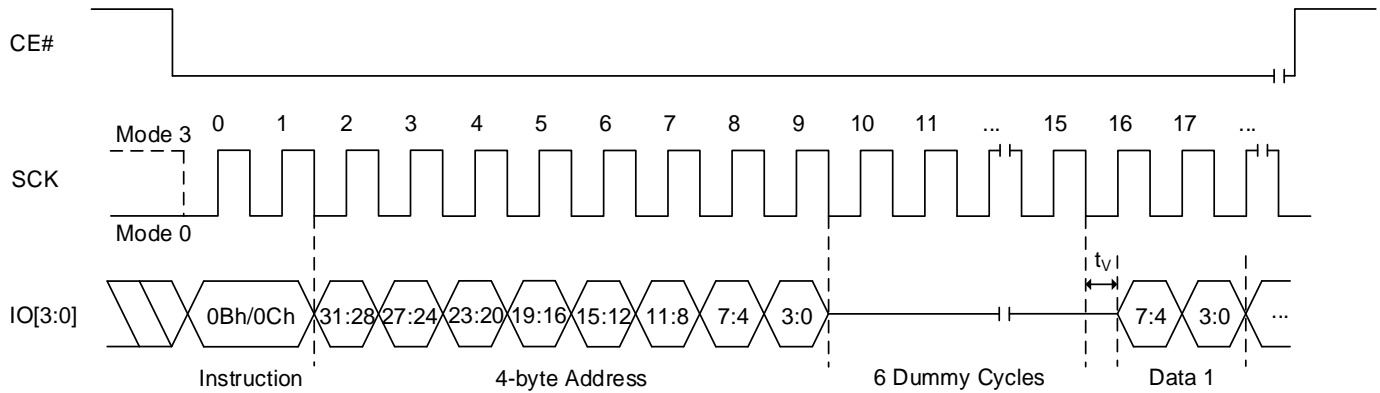 CE#
Mode 3 0 1 2 3 4 5 6 7 8 9 10 11 ... 15 16 17 ...
SCK
Mode 0
tV
IO[3:0] 0Bh/0Ch 31:28 27:24 23:20 19:16 15:12 11:8 7:4 3:0 7:4 3:0 ...
Instruction 4-byte Address 6 Dummy Cycles Data 1